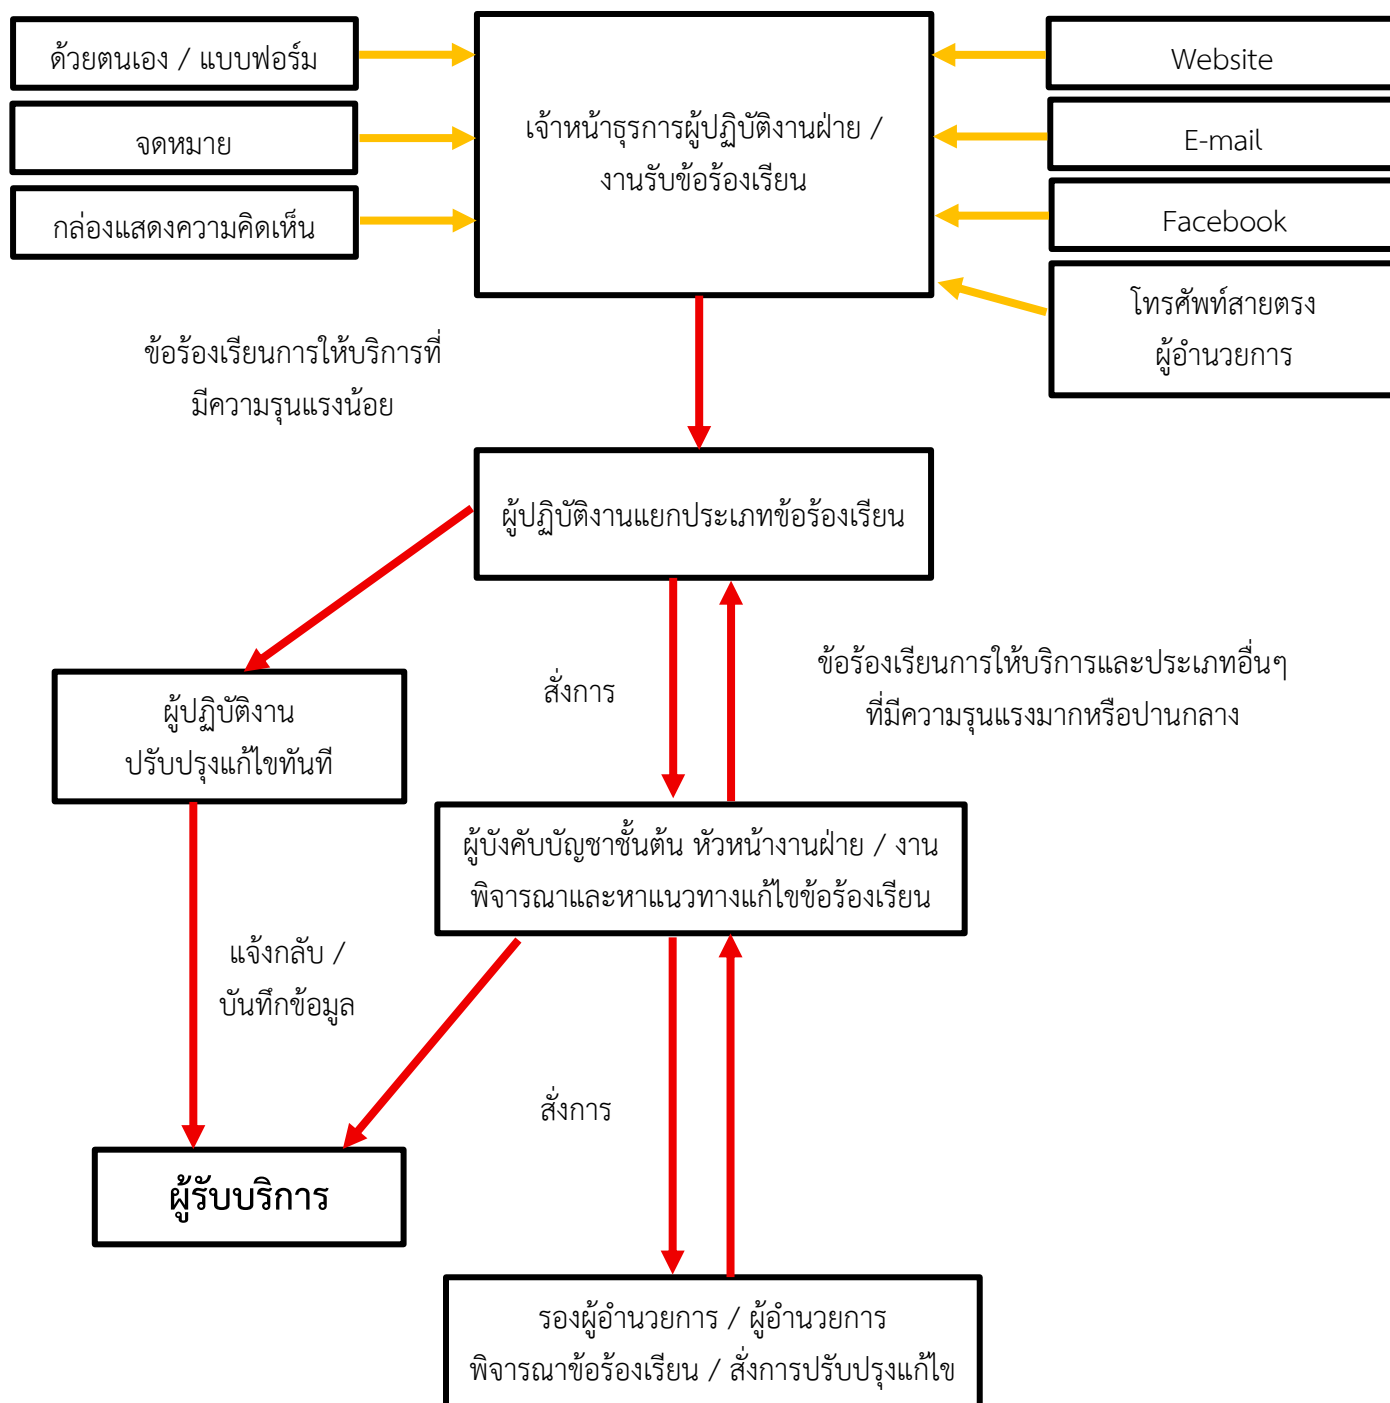 ด้วยตนเอง / แบบฟอร์ม
จดหมาย
กล่องแสดงความคิดเห็น
เจ้าหน้าธุรการผู้ปฏิบัติงานฝ่าย /
งานรับข้อร้องเรียน
Website
E-mail
Facebook
โทรศัพท์สายตรง
ผู้อำนวยการ
ข้อร้องเรียนการให้บริการที่
มีความรุนแรงน้อย
ผู้ปฏิบัติงานแยกประเภทข้อร้องเรียน
ผู้ปฏิบัติงาน
ปรับปรุงแก้ไขทันที
สั่งการ
ข้อร้องเรียนการให้บริการและประเภทอื่นๆ
ที่มีความรุนแรงมากหรือปานกลาง
ผู้บังคับบัญชาชั้นต้น หัวหน้างานฝ่าย / งาน
พิจารณาและหาแนวทางแก้ไขข้อร้องเรียน
แจ้งกลับ /
บันทึกข้อมูล
สั่งการ
ผู้รับบริการ
รองผู้อำนวยการ / ผู้อำนวยการ
พิจารณาข้อร้องเรียน / สั่งการปรับปรุงแก้ไข